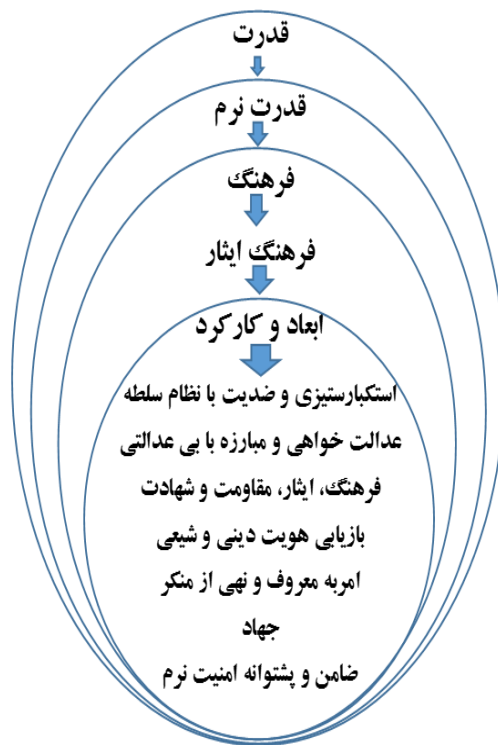 قدرت
قدرت نرم
فرهنگ
فرهنگ ایثار
ابعاد و کارکرد
استکبارستیزی و ضدیت با نظام سلطه
عدالت خواهی و مبارزه با بی عدالتی
فرهنگ، ایثار، مقاومت و شهادت
بازیابی هویت دینی و شیعی
امربه معروف و نهی از منکر
جهاد
ضامن و پشتوانه امنیت نرم